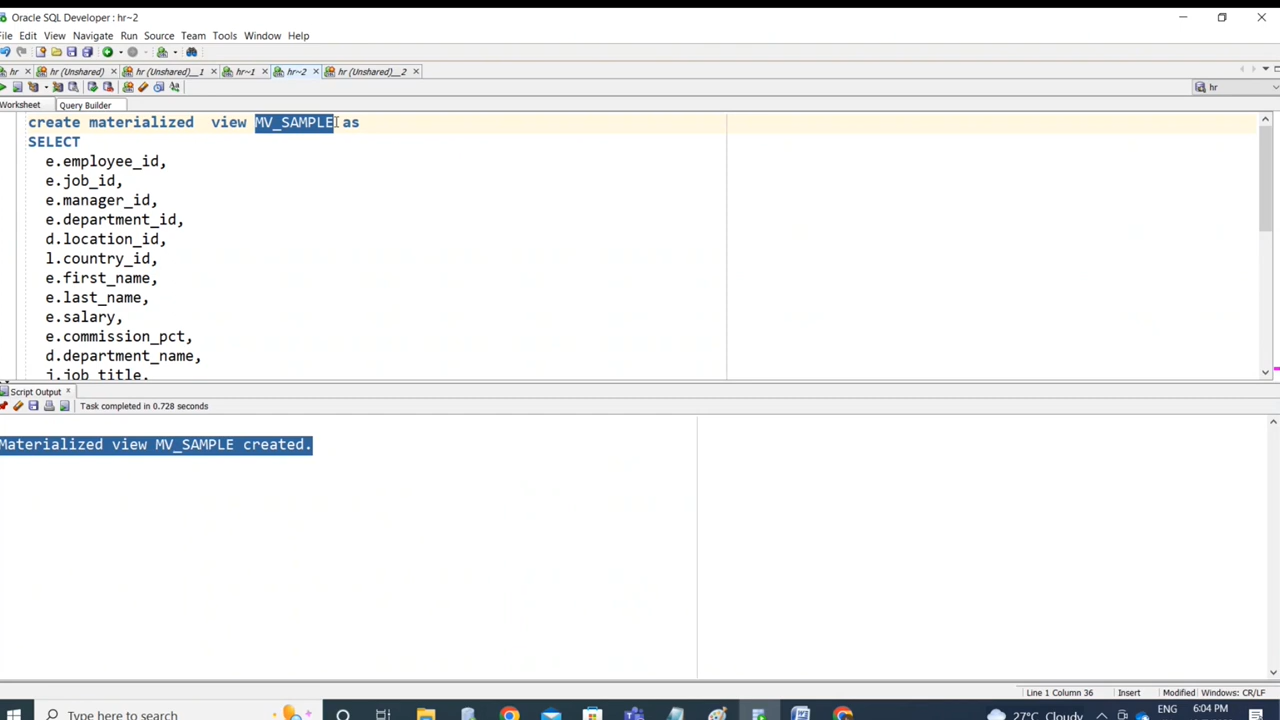 Oracle SQL Developer : hr~2
File Edit View Navigate Run Source Team Tools Window Help
hr hr (Unshared) hr (Unshared)__1 hr~1 hr~2 hr (Unshared)__2
hr
Worksheet Query Builder
create materialized  view MV_SAMPLE as
SELECT
e.employee_id,
e.job_id,
e.manager_id,
e.department_id,
d.location_id,
l.country_id,
e.first_name,
e.last_name,
e.salary,
e.commission_pct,
d.department_name,
j.job_title,
Script Output
Task completed in 0.728 seconds
Materialized view MV_SAMPLE created.
Line 1 Column 36 Insert Modified Windows: CR/LF
Type here to search
27°C Cloudy ENG 6:04 PM